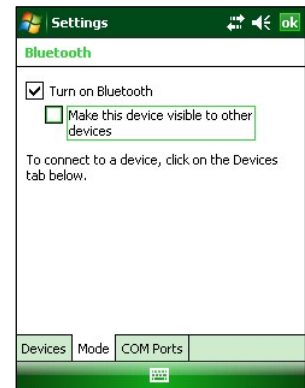 Settings
ok
Bluetooth
Turn on Bluetooth
Make this device visible to other
devices
To connect to a device, click on the Devices
tab below.
Devices Mode COM Ports